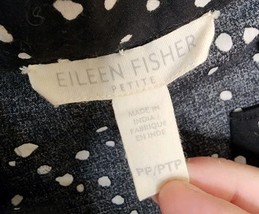 EILEEN FISHER
PETITE
MADE IN
INDIA
FABRIQUÉ
EN INDE
PP/PTP